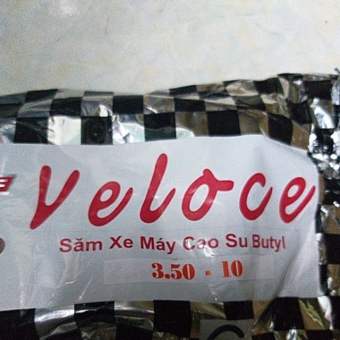 Veloce
Săm Xe Máy Cao Su Butyl
3.50 - 10